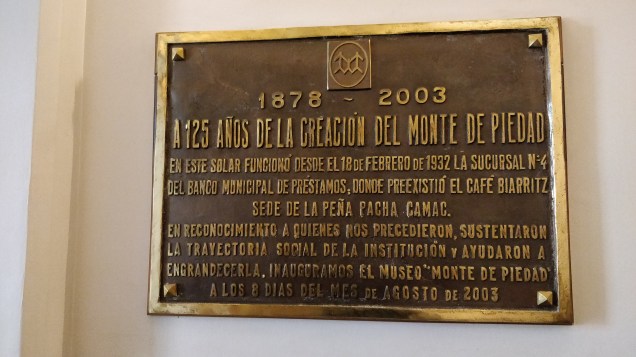 1878 - 2003
A 125 AÑOS DE LA CREACIÓN DEL MONTE DE PIEDAD
EN ESTE SOLAR FUNCIONÓ DESDE EL 18 DE FEBRERO DE 1932 LA SUCURSAL Nº4
DEL BANCO MUNICIPAL DE PRÉSTAMOS, DONDE PREEXISTIÓ EL CAFÉ BIARRITZ
SEDE DE LA PEÑA PACHA CAMAC.
EN RECONOCIMIENTO A QUIENES NOS PRECEDIERON, SUSTENTARON
LA TRAYECTORIA SOCIAL DE LA INSTITUCIÓN Y AYUDARON A
ENGRANDECERLA, INAUGURAMOS EL MUSEO "MONTE DE PIEDAD"
A LOS 8 DIAS DEL MES DE AGOSTO DE 2003